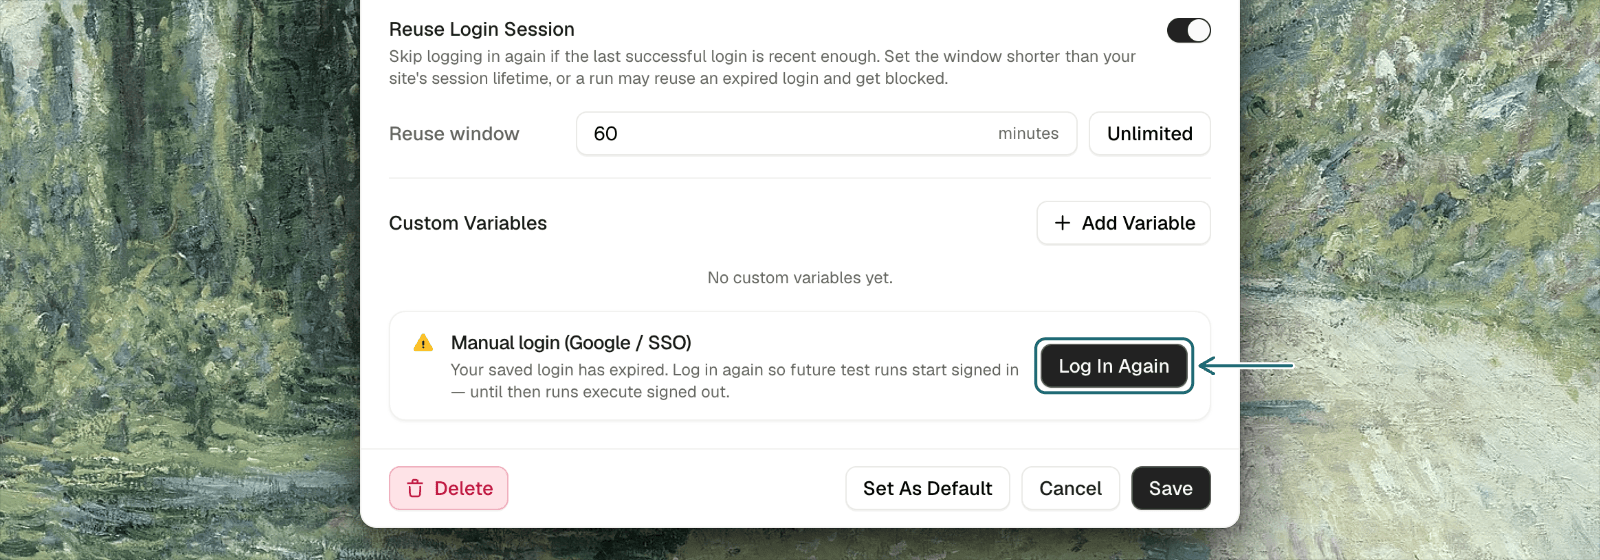 Reuse Login Session
Skip logging in again if the last successful login is recent enough. Set the window shorter than your
site's session lifetime, or a run may reuse an expired login and get blocked.
Reuse window
60
minutes
Unlimited
Custom Variables
+ Add Variable
No custom variables yet.
Manual login (Google / SSO)
Your saved login has expired. Log in again so future test runs start signed in
— until then runs execute signed out.
Log In Again
Delete
Set As Default
Cancel
Save